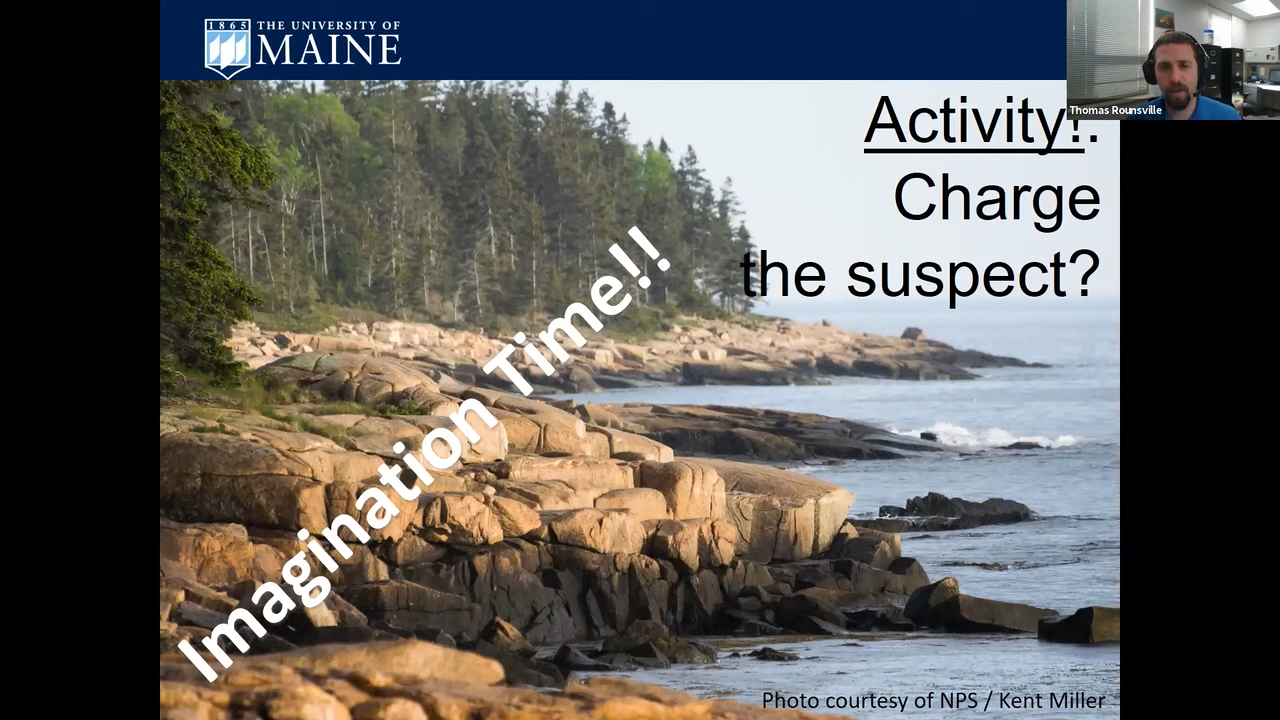 1865
THE UNIVERSITY OF
MAINE
Thomas Rounsville
Activity!.
Charge
the suspect?
Imagination Time!!
Photo courtesy of NPS / Kent Miller